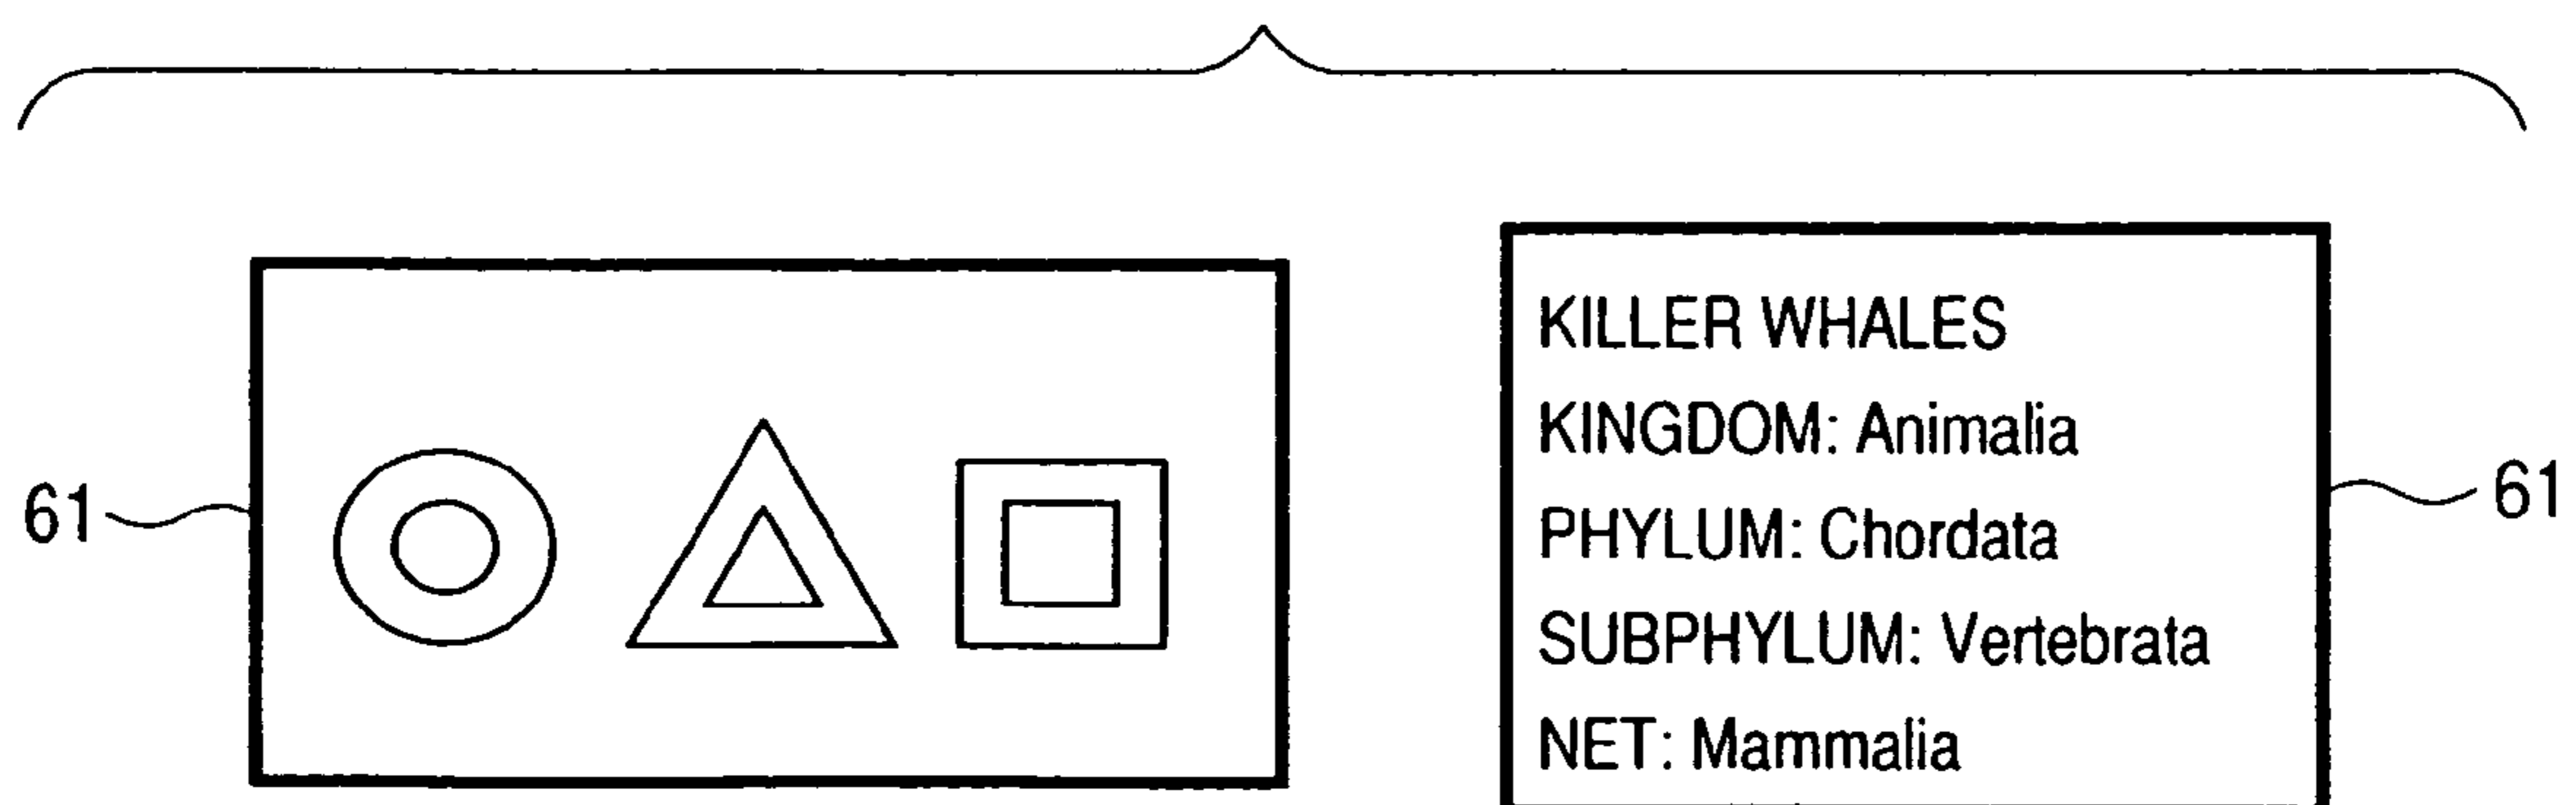 61
KILLER WHALES
KINGDOM: Animalia
PHYLUM: Chordata
SUBPHYLUM: Vertebrata
NET: Mammalia
61